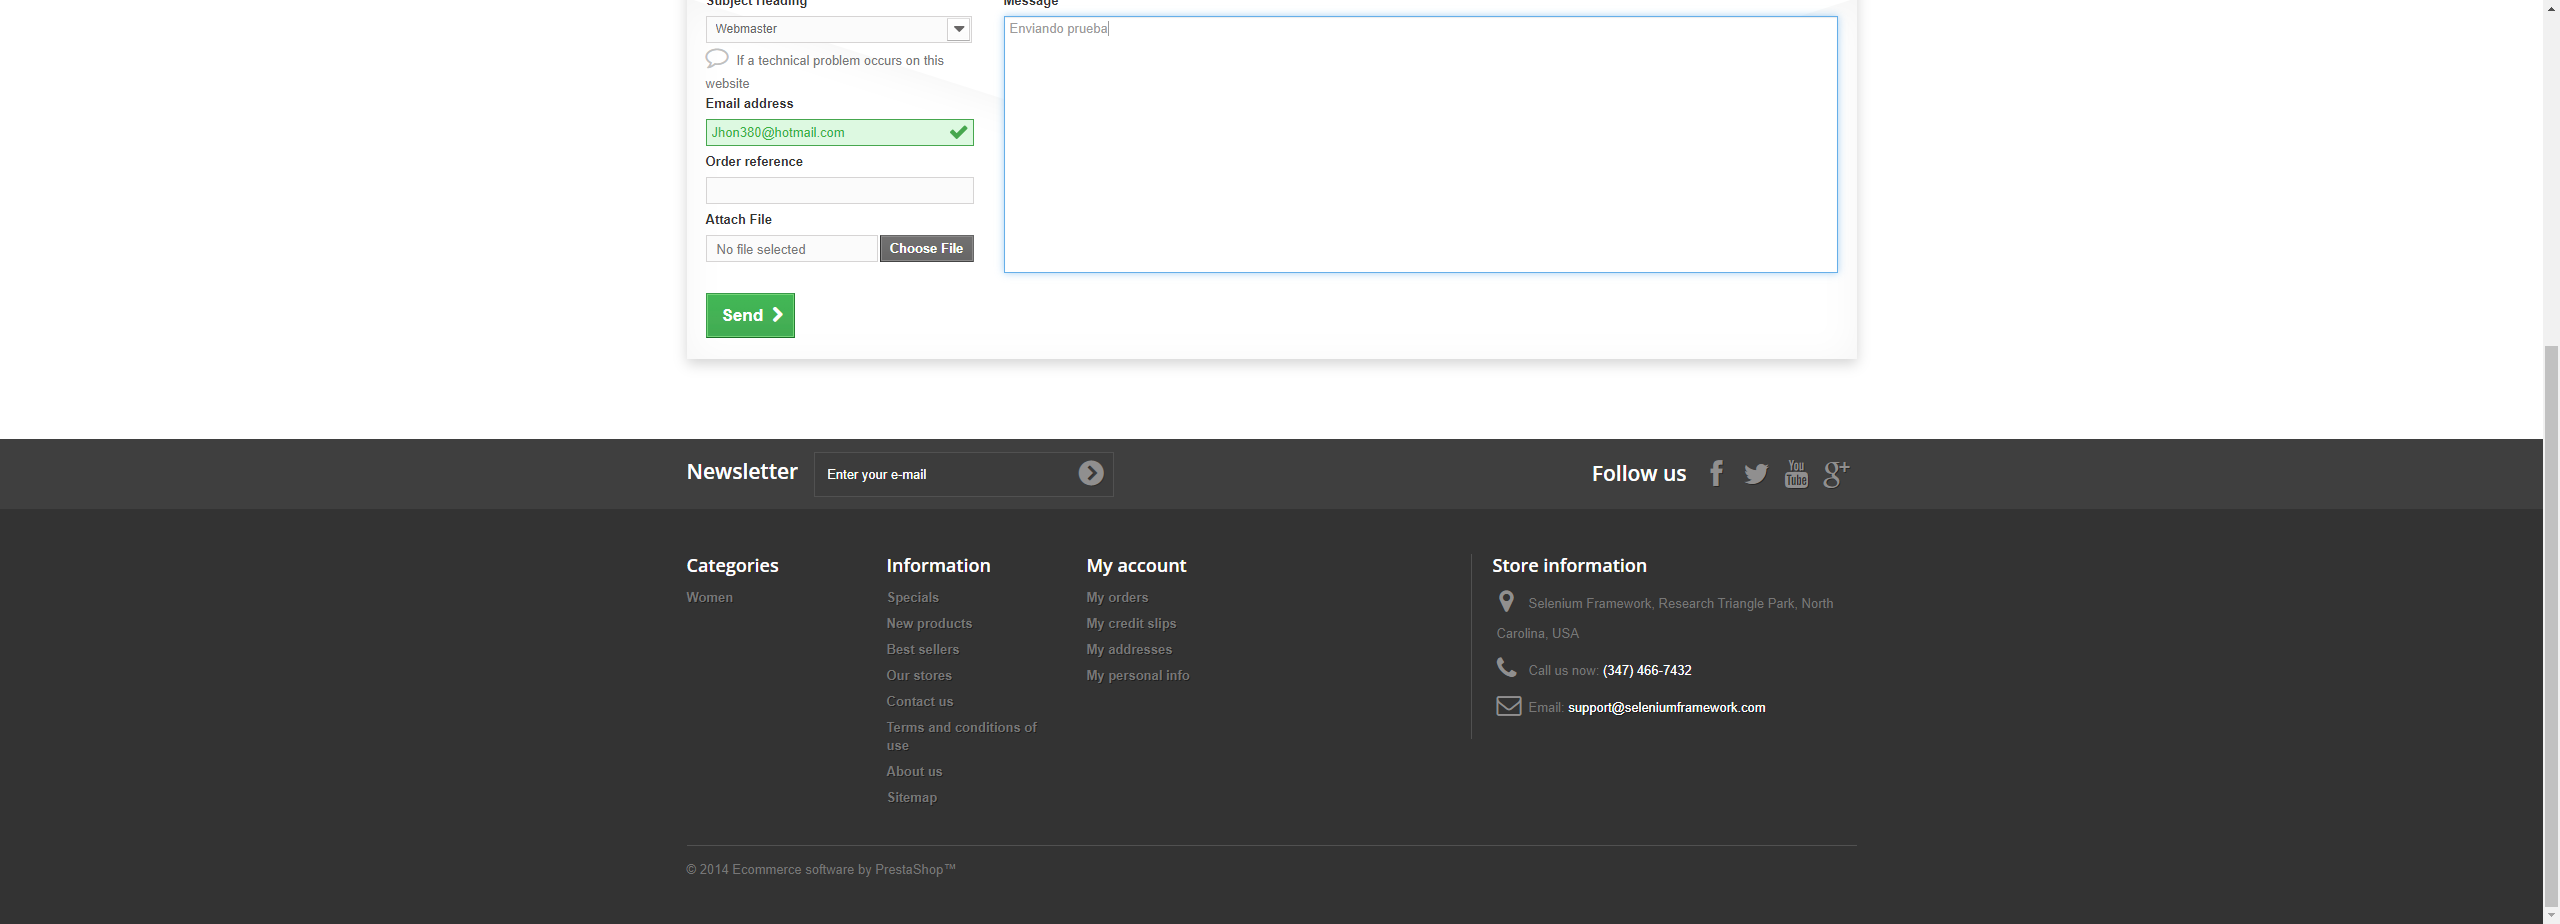 Subject Heading
Webmaster
If a technical problem occurs on this
website
Email address
Jhon380@hotmail.com
Order reference
Attach File
No file selected
Choose File
Send
Message
Enviando prueba
Newsletter
Enter your e-mail
Follow us
You
Tube
g+
Categories
Women
Information
Specials
New products
Best sellers
Our stores
Contact us
Terms and conditions of
use
About us
Sitemap
My account
My orders
My credit slips
My addresses
My personal info
Store information
Selenium Framework, Research Triangle Park, North
Carolina, USA
Call us now: (347) 466-7432
Email: support@seleniumframework.com
© 2014 Ecommerce software by PrestaShop™